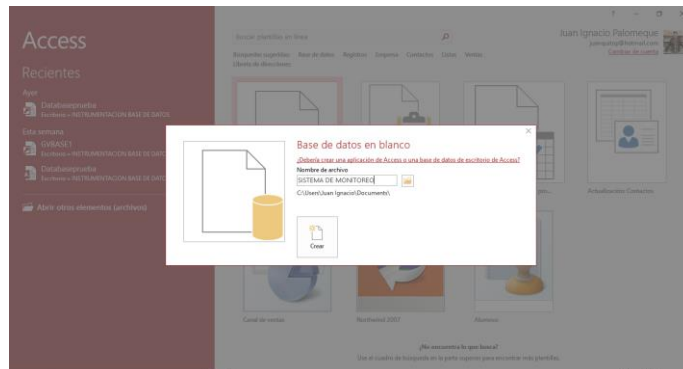 Access
Recientes
Ayer
Databaseprueba
Escritorio » INSTRUMENTACION BASE DE DATOS
Esta semana
GVBASE1
Escritorio » INSTRUMENTACION BASE DE DATO
Databaseprueba
Escritorio » INSTRUMENTACION BASE DE DATO
Abrir otros elementos (archivos)
Buscar plantillas en línea
Búsquedas sugeridas: Base de datos Registros Empresa Contactos Listas Ventas
Libreta de direcciones
Juan Ignacio Palomeque
Cambiar de cuenta
Base de datos en blanco
¿Debería crear una aplicación de Access o una base de datos de escritorio de Access?
Nombre de archivo
SISTEMA DE MONITOREO
C:\Users\Juan Ignacio\Documents\
Crear
Actualización: Contactos
Canal de ventas
Northwind 2007
Alumnos
¿No encuentra lo que busca?
Use el cuadro de búsqueda en la parte superior para encontrar más plantillas.